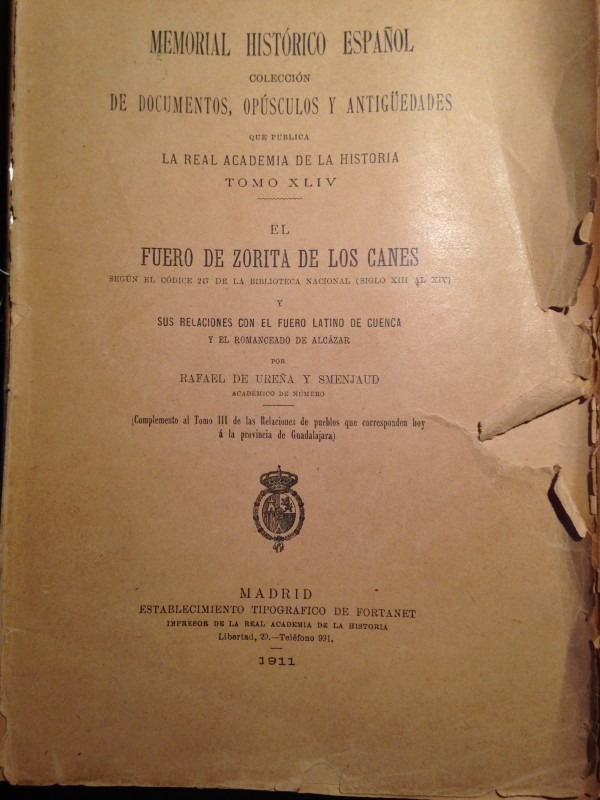 MEMORIAL HISTÓRICO ESPAÑOL
COLECCIÓN
DE DOCUMENTOS, OPÚSCULOS Y ANTIGÜEDADES
QUE PUBLICA
LA REAL ACADEMIA DE LA HISTORIA
TOMO XLIV
EL
FUERO DE ZORITA DE LOS CANES
SEGÚN EL CÓDICE 247 DE LA BIBLIOTECA NACIONAL (SIGLO XIII AL XIV)
Y
SUS RELACIONES CON EL FUERO LATINO DE CUENCA
Y EL ROMANCEADO DE ALCÁZAR
POR
RAFAEL DE UREÑA Y SMENJAUD
ACADÉMICO DE NÚMERO
(Complemento al Tomo III de las Relaciones de pueblos que corresponden hoy
á la provincia de Guadalajara)
MADRID
ESTABLECIMIENTO TIPOGRÁFICO DE FORTANET
IMPRESOR DE LA REAL ACADEMIA DE LA HISTORIA
Libertad, 29.—Teléfono 991.
1911